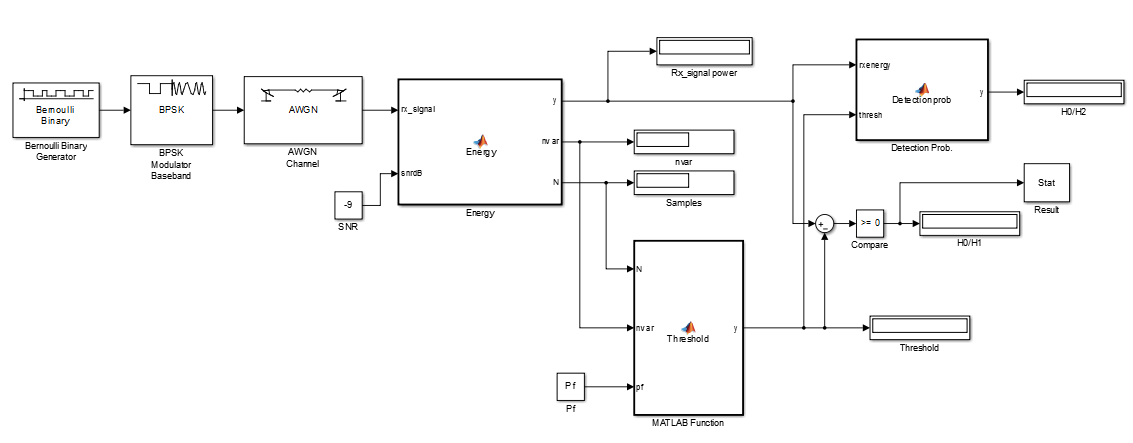 Bernoulli
Binary
Bernoulli Binary
Generator
BPSK
BPSK
Modulator
Baseband
AWGN
AWGN
Channel
-9
SNR
rx_signal
snrdB
Energy
y
nvar
N
Energy
Rx_signal power
nvar
Samples
N
nvar
pf
Threshold
y
MATLAB Function
Pf
Pf
rxenergy
thresh
Detectionprob
y
Detection Prob.
H0/H2
Stat
Result
+
−
>= 0
Compare
H0/H1
Threshold